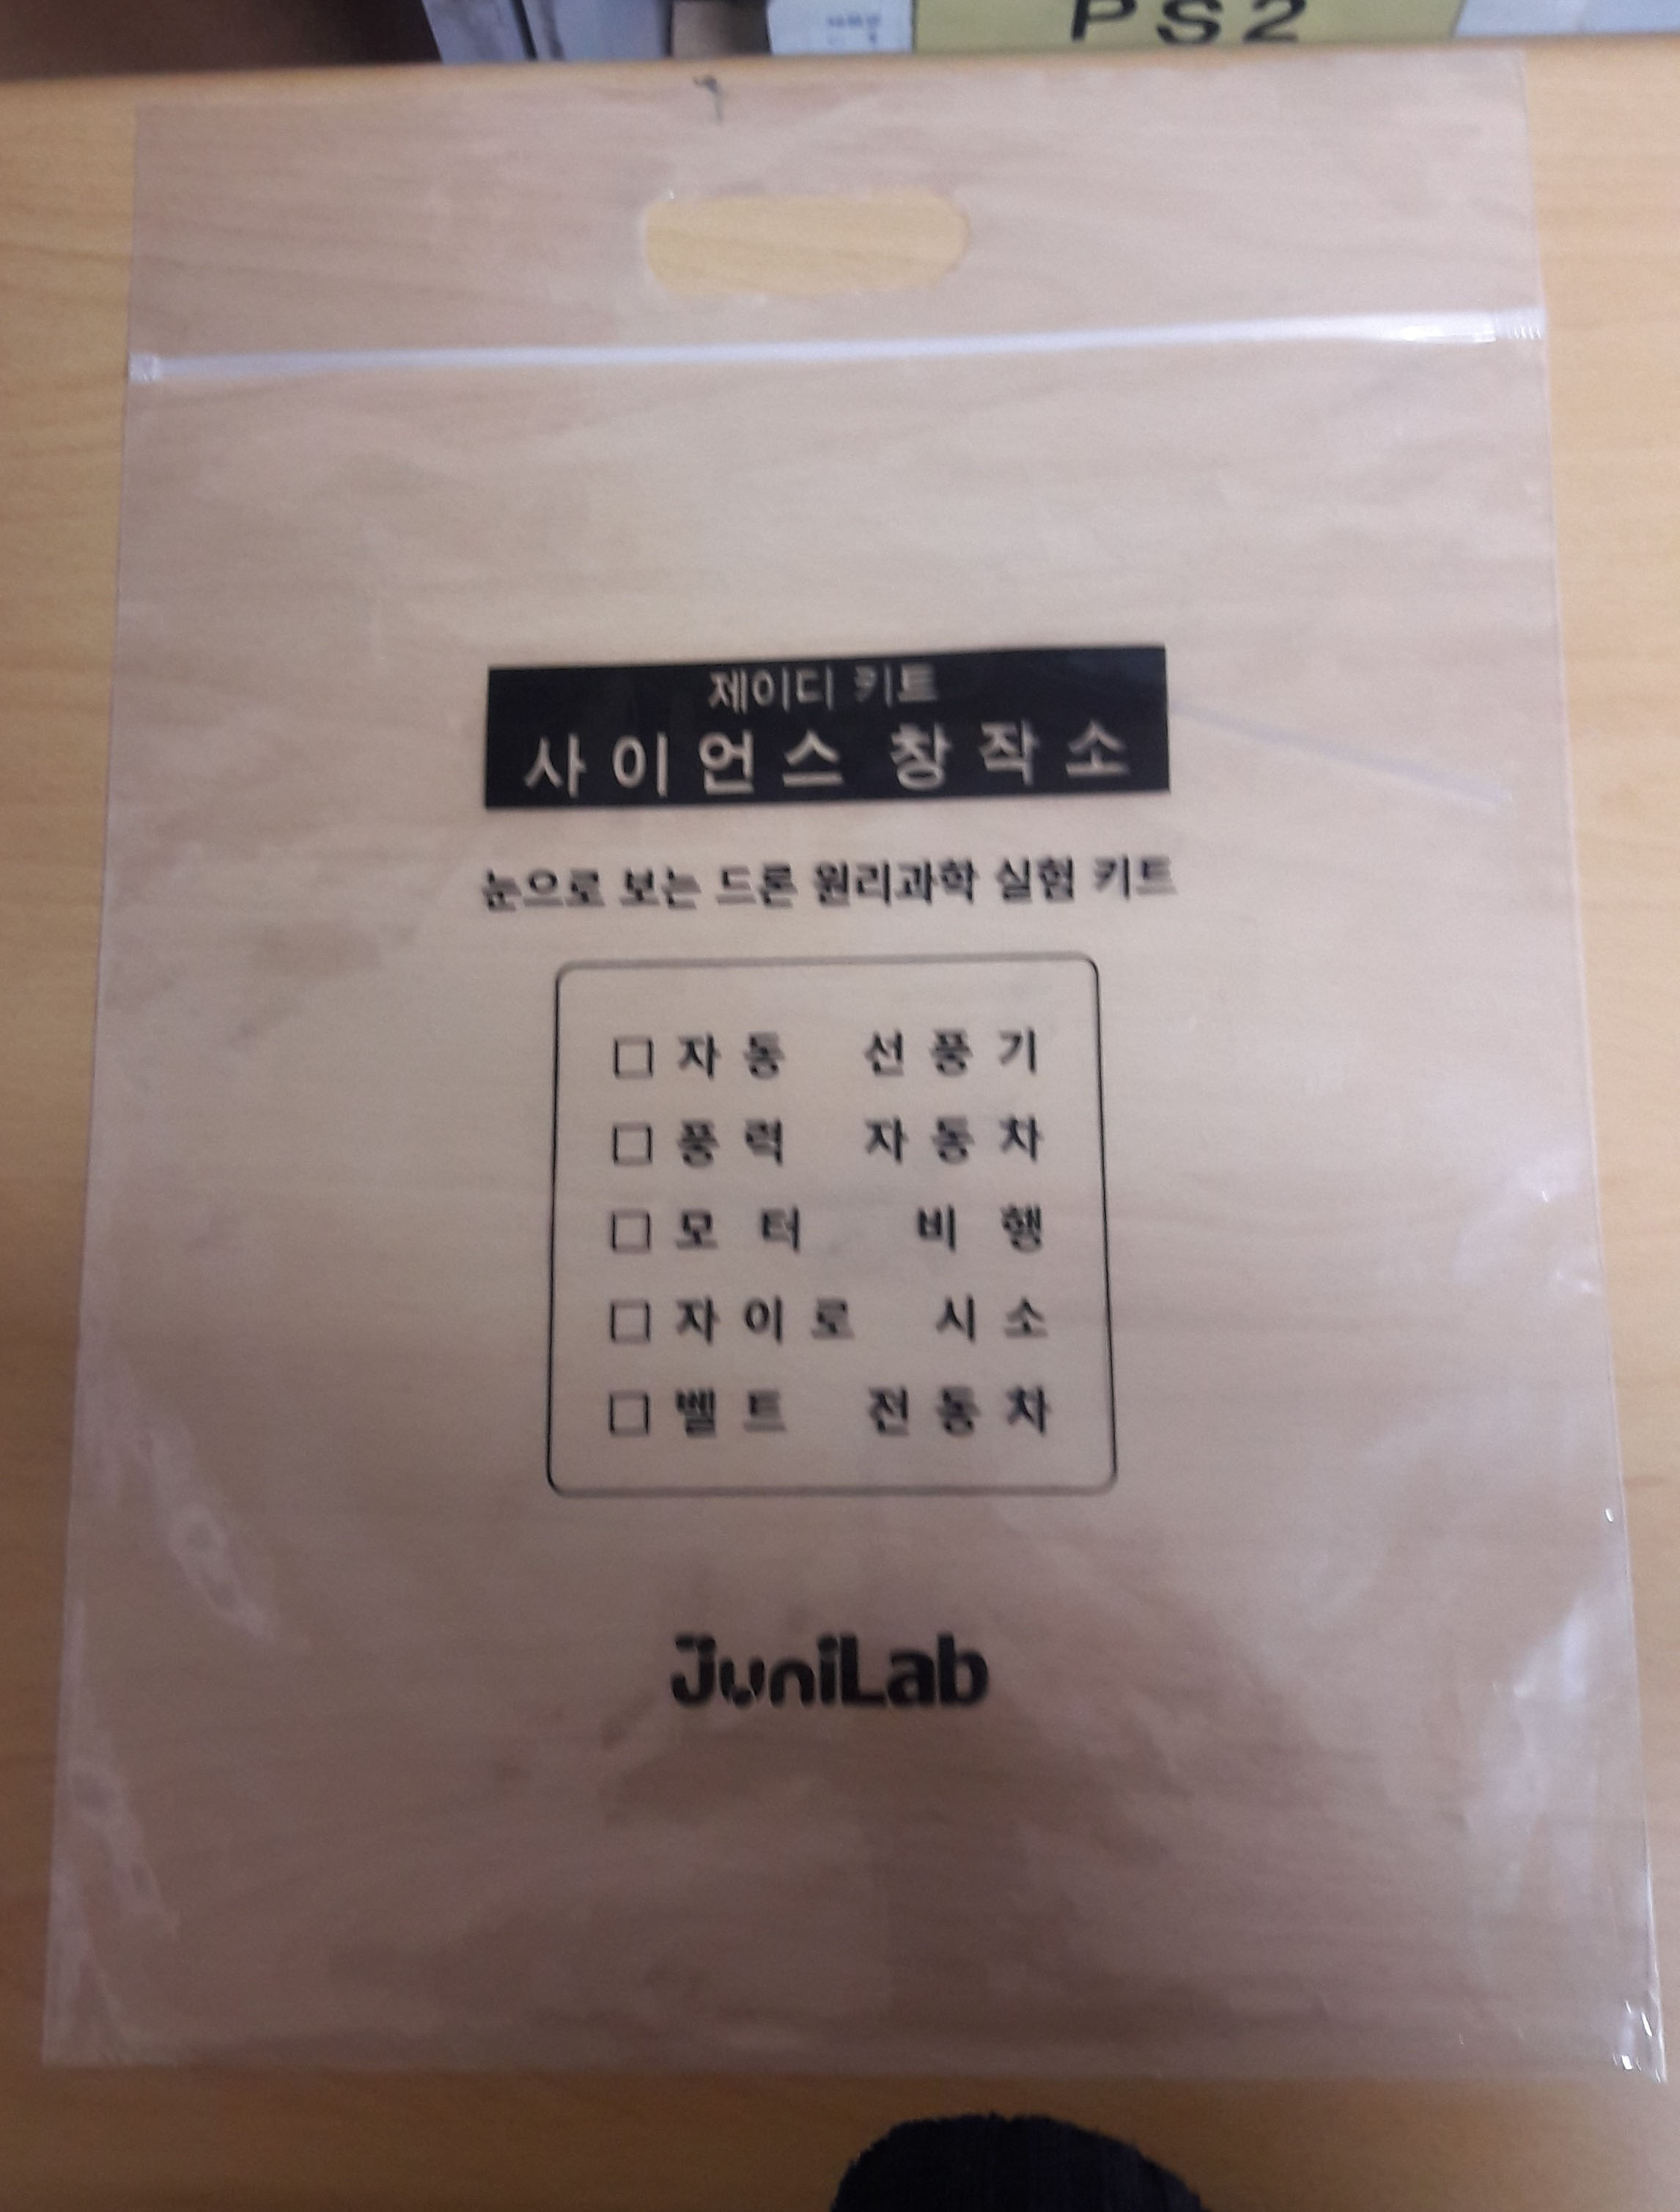 PS2
제이디 키트
사이언스 창작소
눈으로 보는 드론 원리과학 실험 키트
□ 자동 선풍기
□ 풍력 자동차
□ 모터 비행
□ 자이로 시소
□ 벨트 전동차
JuniLab